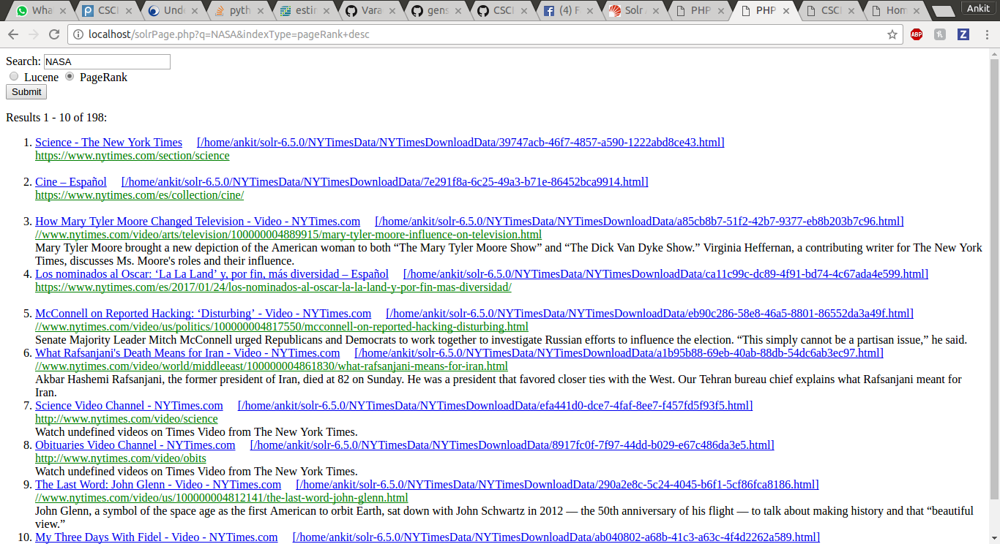 Wha
CSCI
Und
pyth
estir
Vara
gens
CSCI
(4) F
Solr
PHP
PHP
CSCI
Hom
Ankit
localhost/solrPage.php?q=NASA&indexType=pageRank+desc
ABP
Z
Search: NASA
Lucene PageRank
Submit
Results 1 - 10 of 198:
1. Science - The New York Times [/home/ankit/solr-6.5.0/NYTimesData/NYTimesDownloadData/39747acb-46f7-4857-a590-1222abd8ce43.html]
https://www.nytimes.com/section/science
2. Cine – Español [/home/ankit/solr-6.5.0/NYTimesData/NYTimesDownloadData/7e291f8a-6c25-49a3-b71e-86452bca9914.html]
https://www.nytimes.com/es/collection/cine/
3. How Mary Tyler Moore Changed Television - Video - NYTimes.com [/home/ankit/solr-6.5.0/NYTimesData/NYTimesDownloadData/a85cb8b7-51f2-42b7-9377-eb8b203b7c96.html]
//www.nytimes.com/video/arts/television/100000004889915/mary-tyler-moore-influence-on-television.html
Mary Tyler Moore brought a new depiction of the American woman to both “The Mary Tyler Moore Show” and “The Dick Van Dyke Show.” Virginia Heffernan, a contributing writer for The New York
Times, discusses Ms. Moore's roles and their influence.
4. Los nominados al Oscar: ‘La La Land’ y, por fin, más diversidad – Español [/home/ankit/solr-6.5.0/NYTimesData/NYTimesDownloadData/ca11c99c-dc89-4f91-bd74-4c67ada4e599.html]
https://www.nytimes.com/es/2017/01/24/los-nominados-al-oscar-la-la-land-y-por-fin-mas-diversidad/
5. McConnell on Reported Hacking: ‘Disturbing’ - Video - NYTimes.com [/home/ankit/solr-6.5.0/NYTimesData/NYTimesDownloadData/eb90c286-58e8-46a5-8801-86552da3a49f.html]
//www.nytimes.com/video/us/politics/100000004817550/mcconnell-on-reported-hacking-disturbing.html
Senate Majority Leader Mitch McConnell urged Republicans and Democrats to work together to investigate Russian efforts to influence the election. “This simply cannot be a partisan issue,” he said.
6. What Rafsanjani's Death Means for Iran - Video - NYTimes.com [/home/ankit/solr-6.5.0/NYTimesData/NYTimesDownloadData/a1b95b88-69eb-40ab-88db-54dc6ab3ec97.html]
//www.nytimes.com/video/world/middleeast/100000004861830/what-rafsanjani-means-for-iran.html
Akbar Hashemi Rafsanjani, the former president of Iran, died at 82 on Sunday. He was a president that favored closer ties with the West. Our Tehran bureau chief explains what Rafsanjani meant for
Iran.
7. Science Video Channel - NYTimes.com [/home/ankit/solr-6.5.0/NYTimesData/NYTimesDownloadData/efa441d0-dce7-4faf-8ee7-f457fd5f93f5.html]
http://www.nytimes.com/video/science
Watch undefined videos on Times Video from The New York Times.
8. Obituaries Video Channel - NYTimes.com [/home/ankit/solr-6.5.0/NYTimesData/NYTimesDownloadData/8917fc0f-7f97-44dd-b029-e67c486da3e5.html]
http://www.nytimes.com/video/obits
Watch undefined videos on Times Video from The New York Times.
9. The Last Word: John Glenn - Video - NYTimes.com [/home/ankit/solr-6.5.0/NYTimesData/NYTimesDownloadData/290a2e8c-5c24-4045-b6f1-5cf86fca8186.html]
//www.nytimes.com/video/us/100000004812141/the-last-word-john-glenn.html
John Glenn, a symbol of the space age as the first American to orbit Earth, sat down with John Schwartz in 2012 — the 50th anniversary of his flight — to talk about making history and that “beautiful
view.”
10. My Three Days With Fidel - Video - NYTimes.com [/home/ankit/solr-6.5.0/NYTimesData/NYTimesDownloadData/ab040802-a68b-41c3-a63c-4f4d2262a589.html]